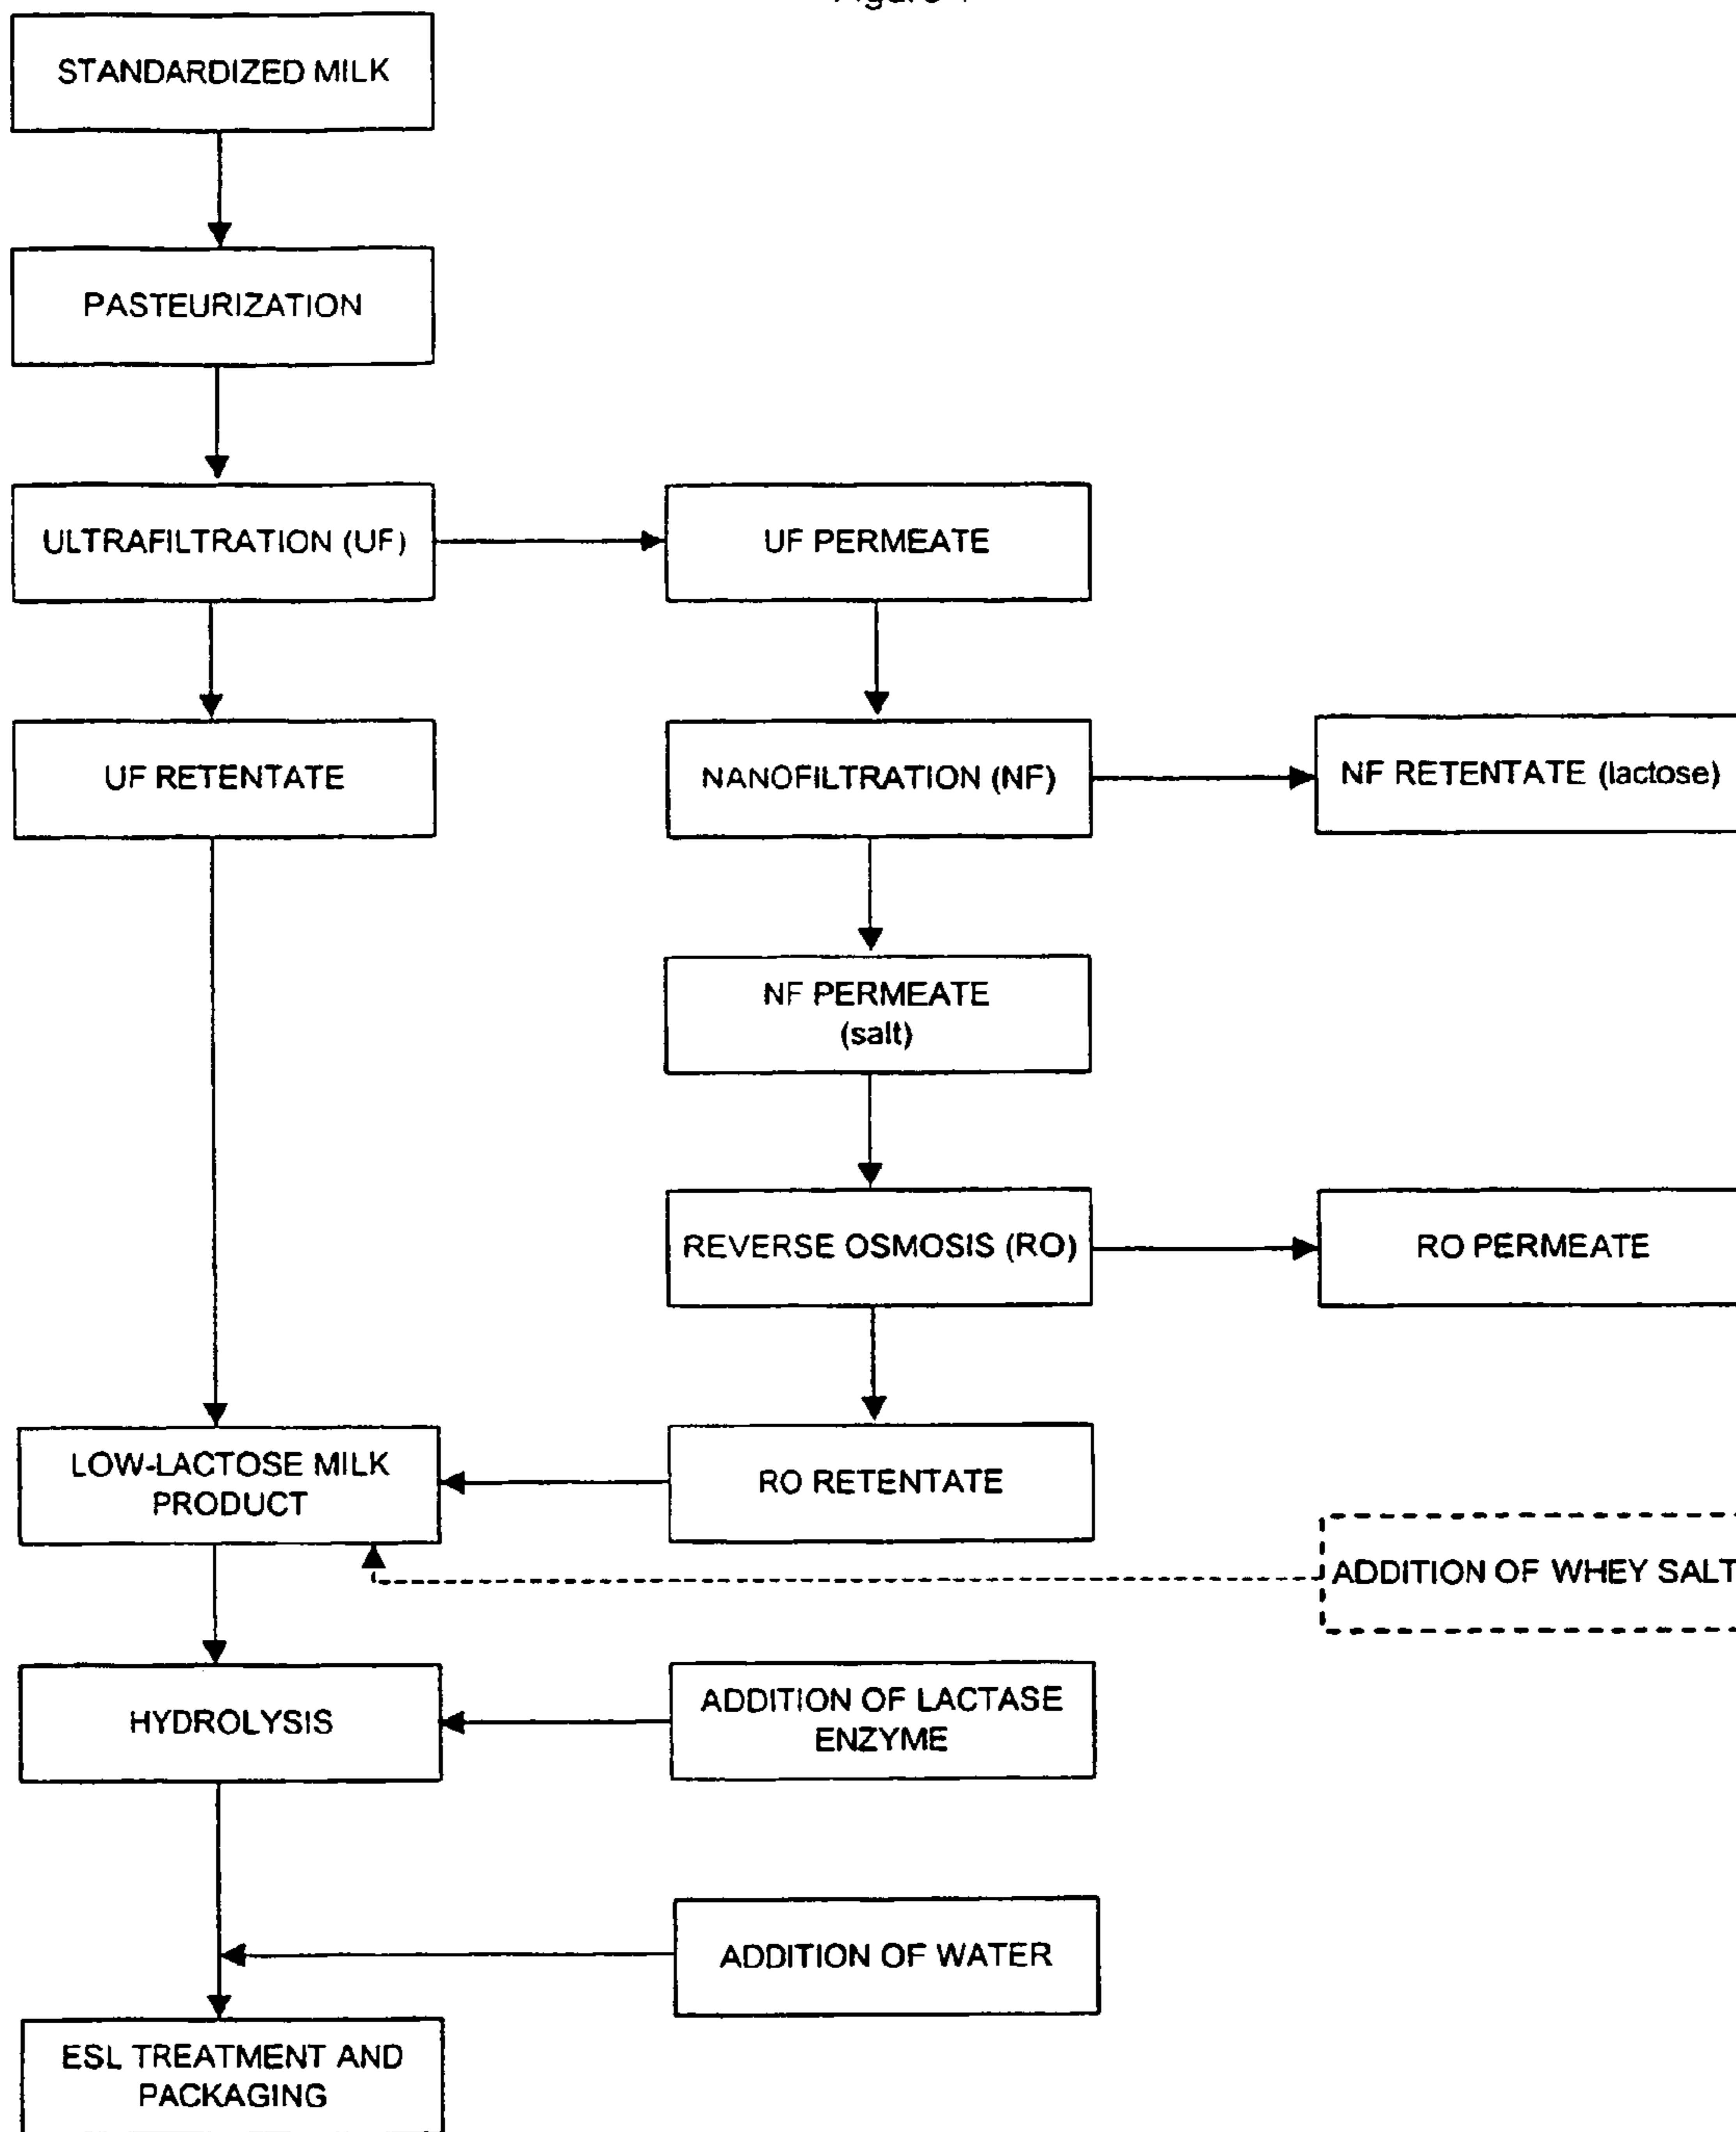 STANDARDIZED MILK
PASTEURIZATION
ULTRAFILTRATION (UF)
UF PERMEATE
UF RETENTATE
NANOFILTRATION (NF)
NF RETENTATE (lactose)
NF PERMEATE
(salt)
REVERSE OSMOSIS (RO)
RO PERMEATE
LOW-LACTOSE MILK
PRODUCT
RO RETENTATE
ADDITION OF WHEY SALT
HYDROLYSIS
ADDITION OF LACTASE
ENZYME
ADDITION OF WATER
ESL TREATMENT AND
PACKAGING